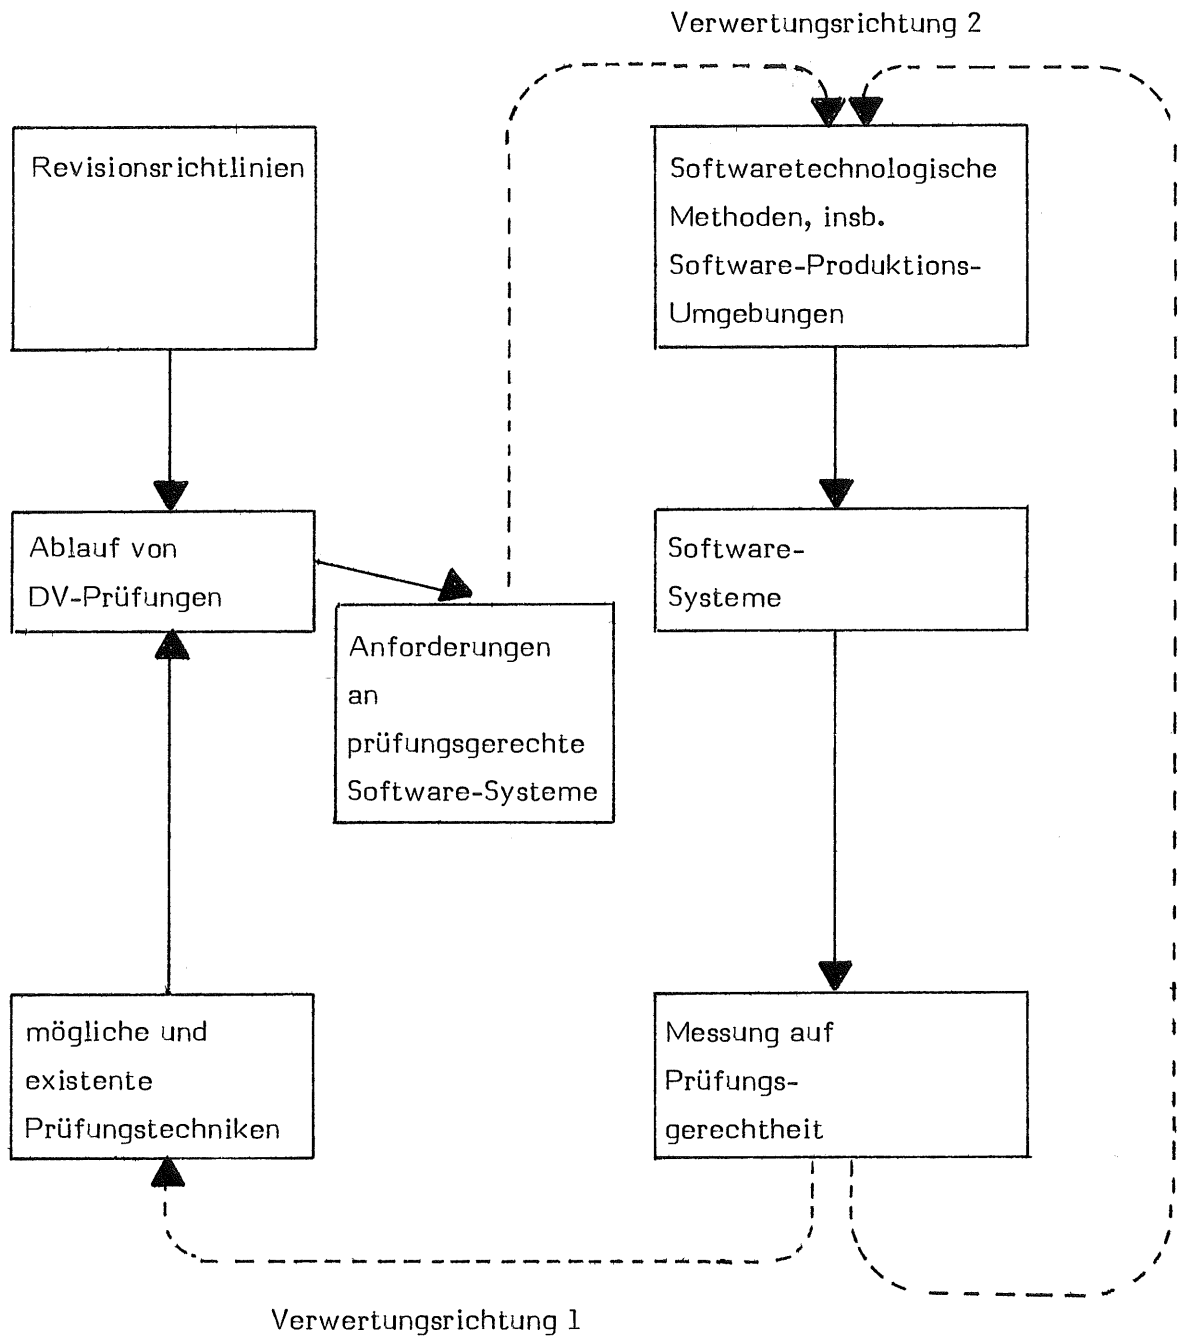 Verwertungsrichtung 2
Revisionsrichtlinien
Softwaretechnologische
Methoden, insb.
Software-Produktions-
Umgebungen
Ablauf von
DV-Prüfungen
Software-
Systeme
Anforderungen
an
prüfungsgerechte
Software-Systeme
mögliche und
existente
Prüfungstechniken
Messung auf
Prüfungs-
gerechtheit
Verwertungsrichtung 1